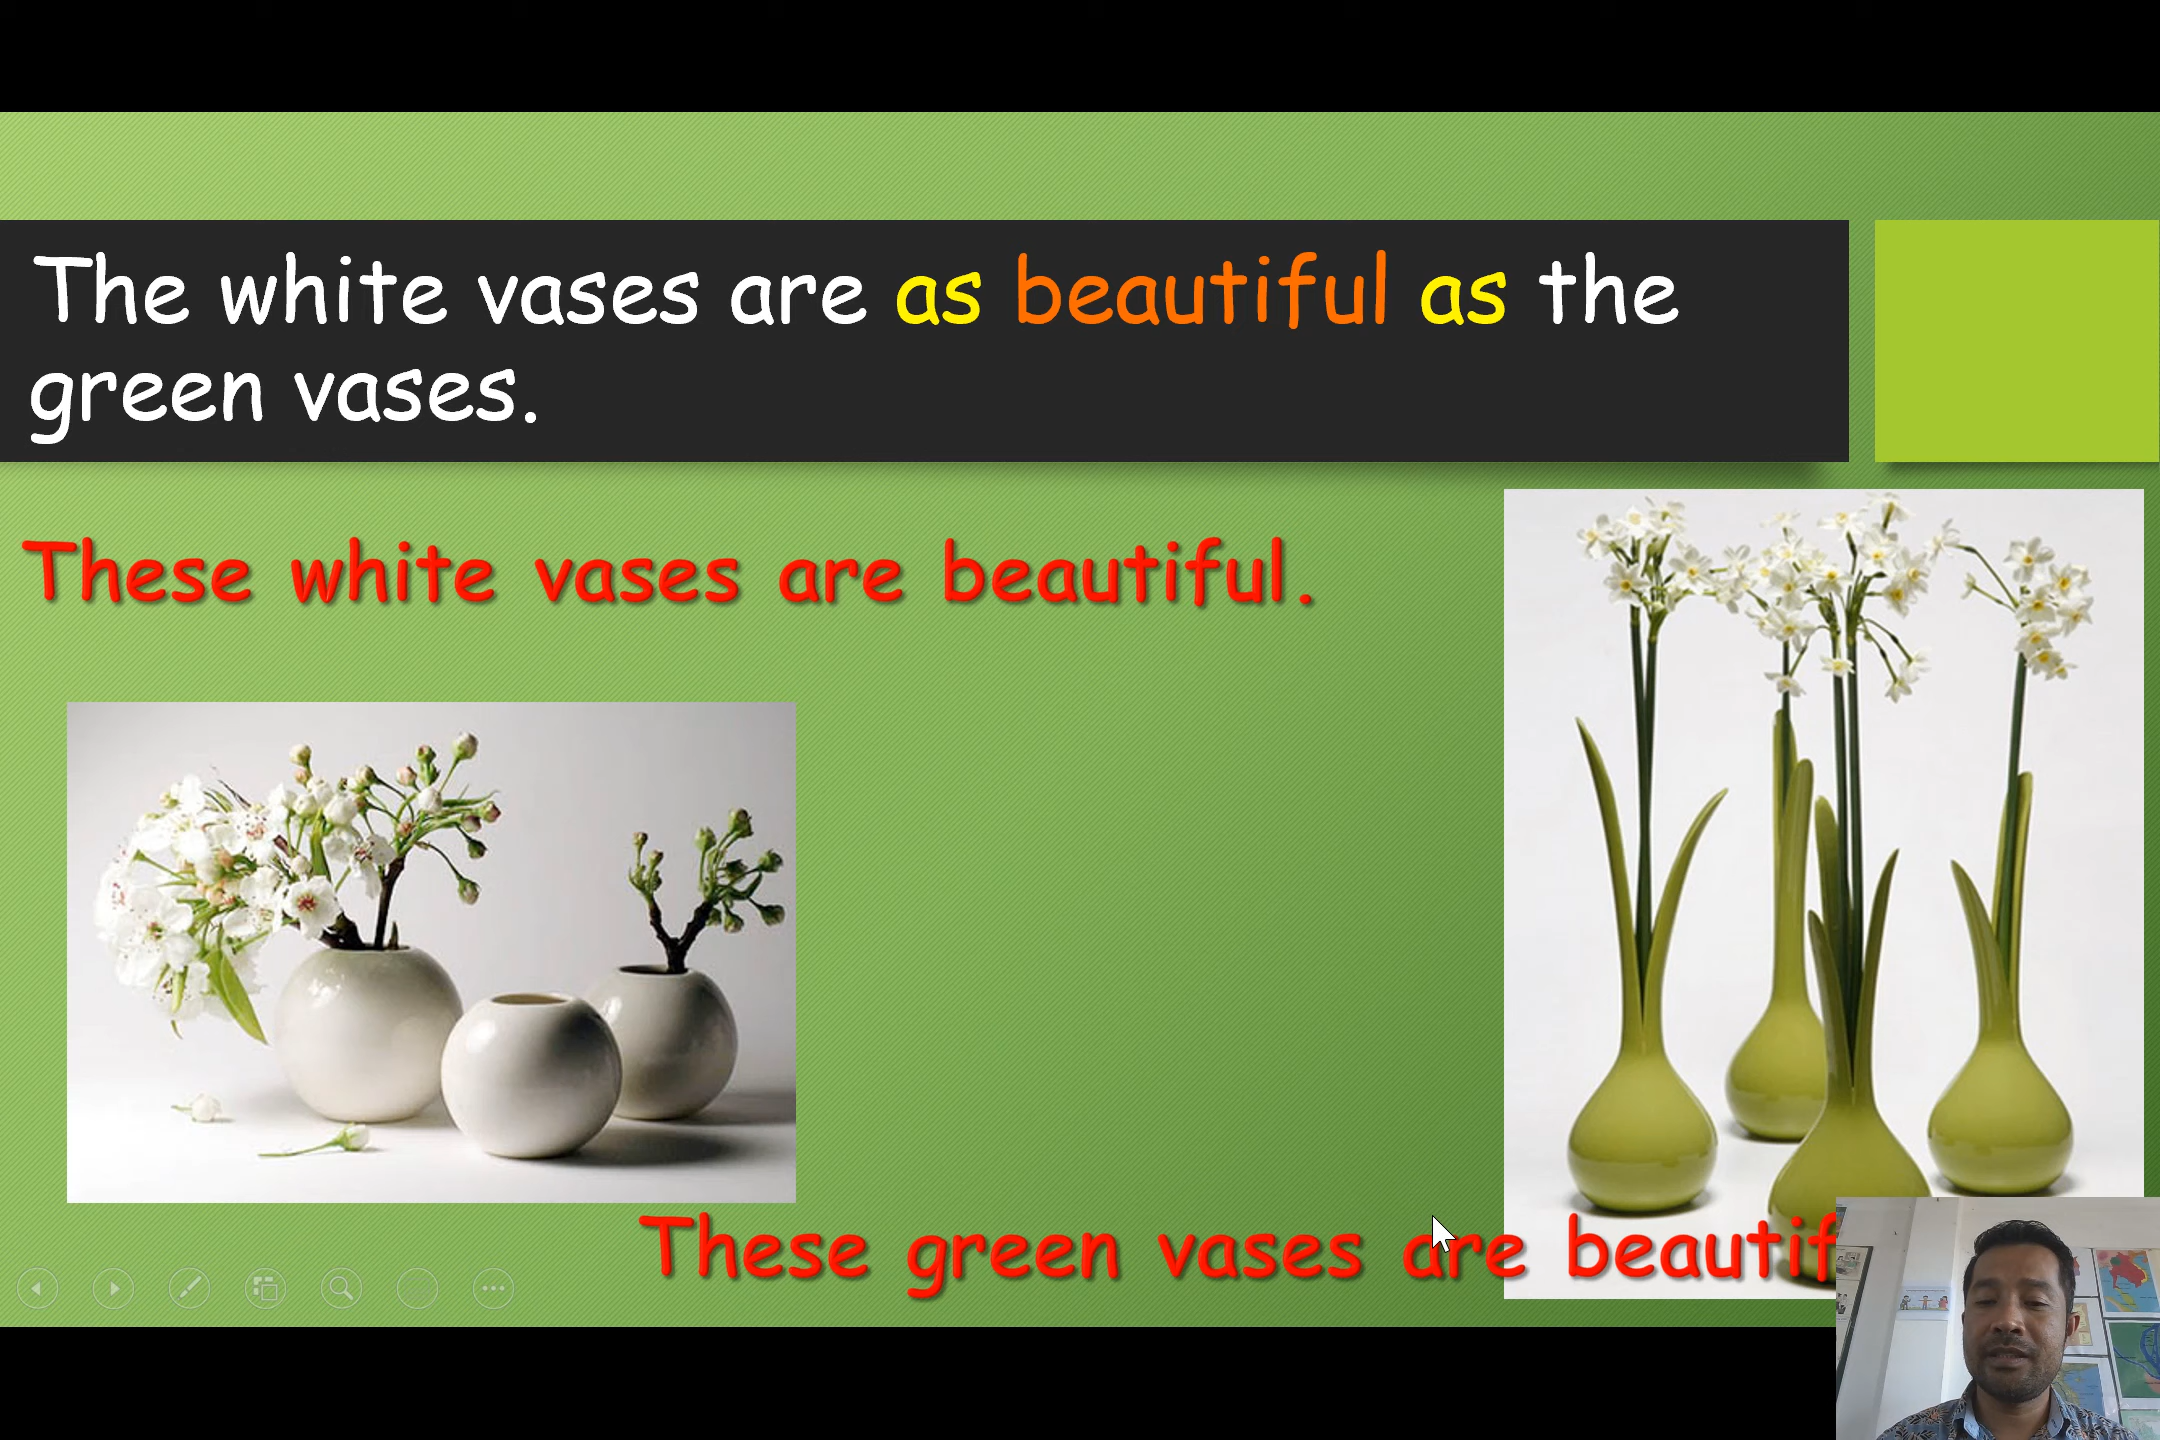 The white vases are as beautiful as the
green vases.
These white vases are beautiful.
These green vases are